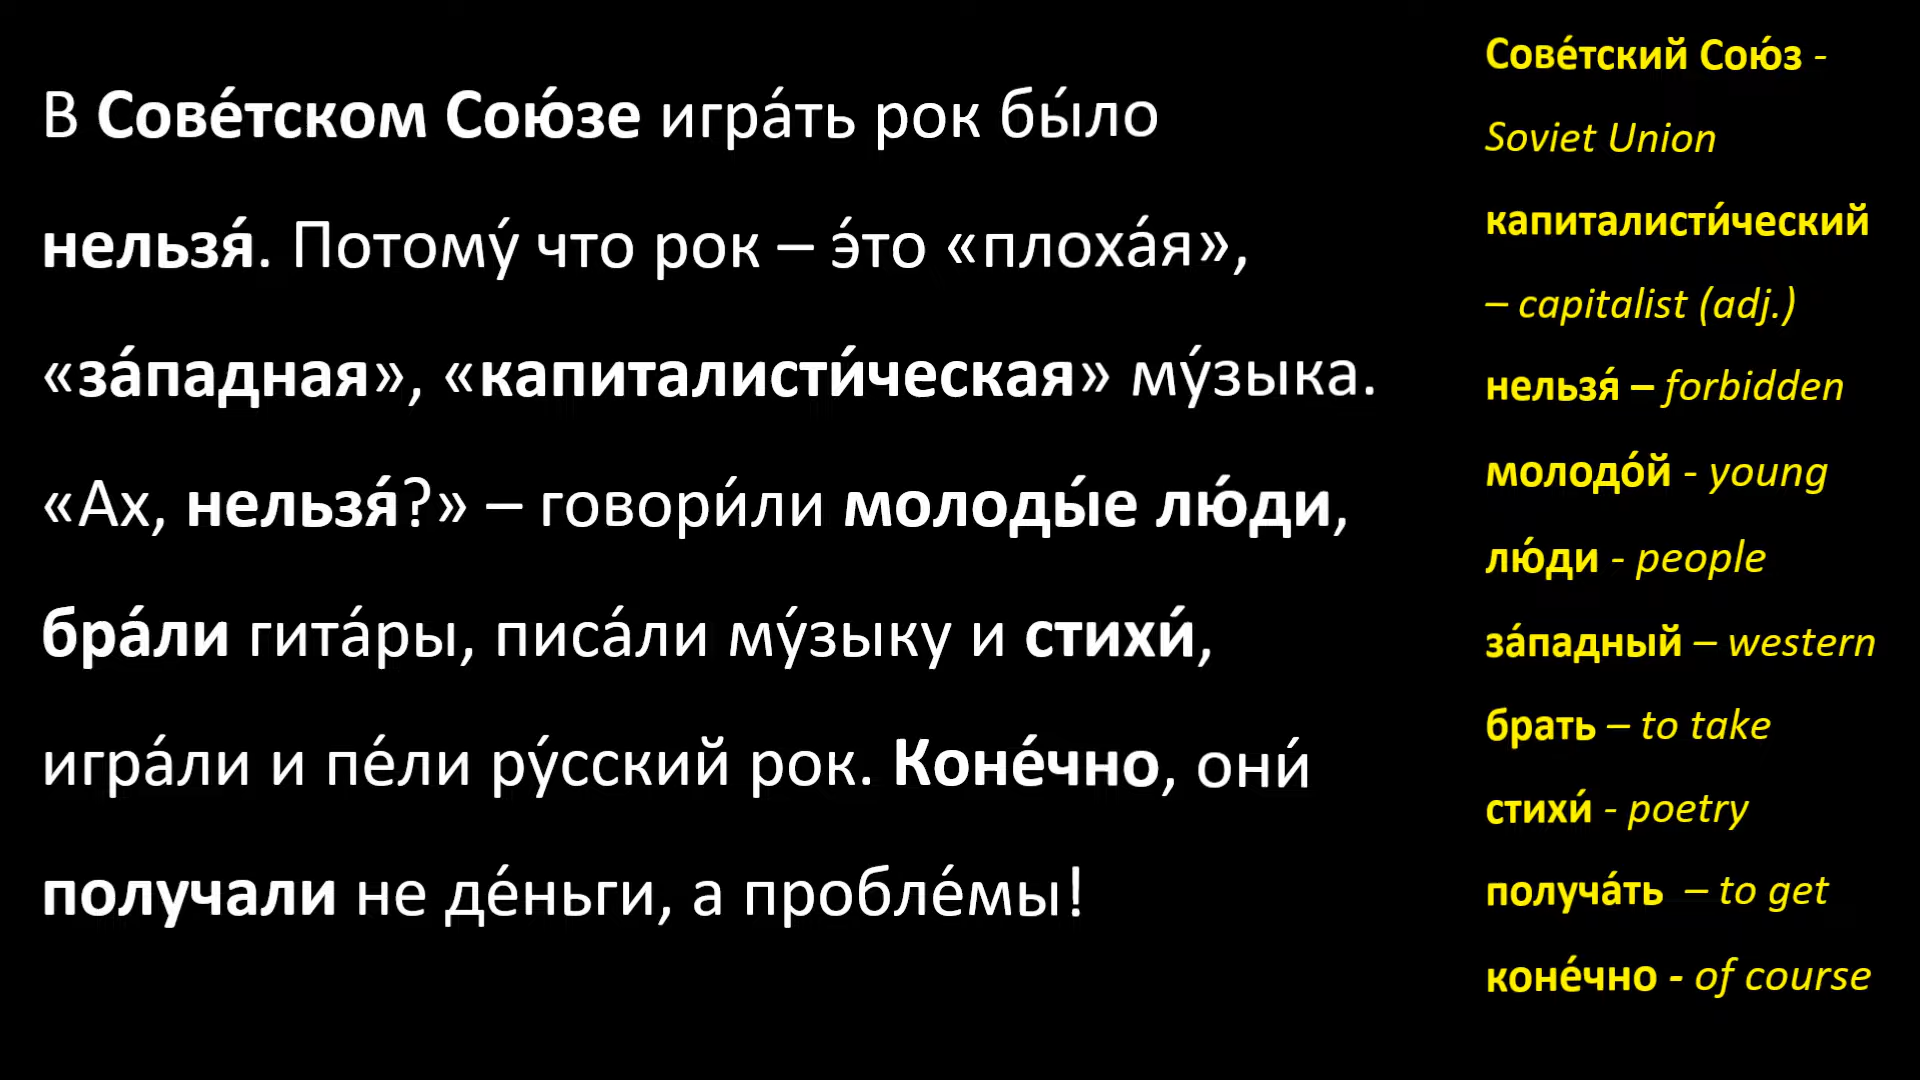 В Сове́тском Сою́зе игра́ть рок бы́ло
нельзя́. Потому́ что рок – э́то «плоха́я»,
«за́падная», «капиталисти́ческая» му́зыка.
«Ах, нельзя́?» – говори́ли молоды́е лю́ди,
бра́ли гита́ры, писа́ли му́зыку и стихи́,
игра́ли и пе́ли ру́сский рок. Коне́чно, они́
получали не де́ньги, а пробле́мы!
Сове́тский Сою́з -
Soviet Union
капиталисти́ческий
– capitalist (adj.)
нельзя́ – forbidden
молодо́й - young
лю́ди - people
за́падный – western
брать – to take
стихи́ - poetry
получа́ть – to get
коне́чно - of course